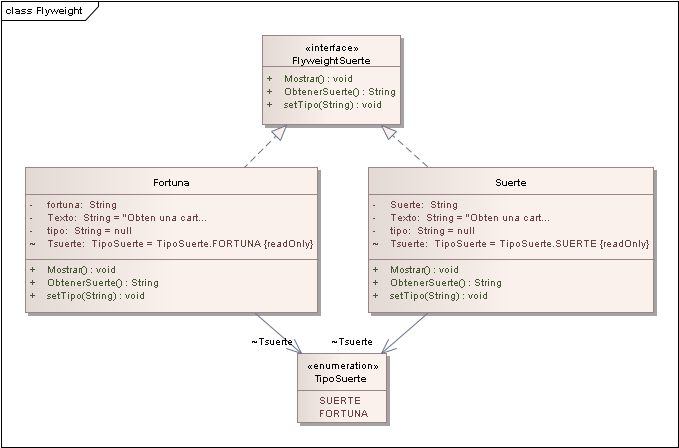 class Flyweight
«interface»
FlyweightSuerte
+ Mostrar() : void
+ ObtenerSuerte() : String
+ setTipo(String) : void
Fortuna
- fortuna: String
- Texto: String = "Obten una cart...
- tipo: String = null
~ Tsuerte: TipoSuerte = TipoSuerte.FORTUNA {readOnly}
+ Mostrar() : void
+ ObtenerSuerte() : String
+ setTipo(String) : void
Suerte
- Suerte: String
- Texto: String = "Obten una cart...
- tipo: String = null
~ Tsuerte: TipoSuerte = TipoSuerte.SUERTE {readOnly}
+ Mostrar() : void
+ ObtenerSuerte() : String
+ setTipo(String) : void
~Tsuerte
~Tsuerte
«enumeration»
TipoSuerte
SUERTE
FORTUNA